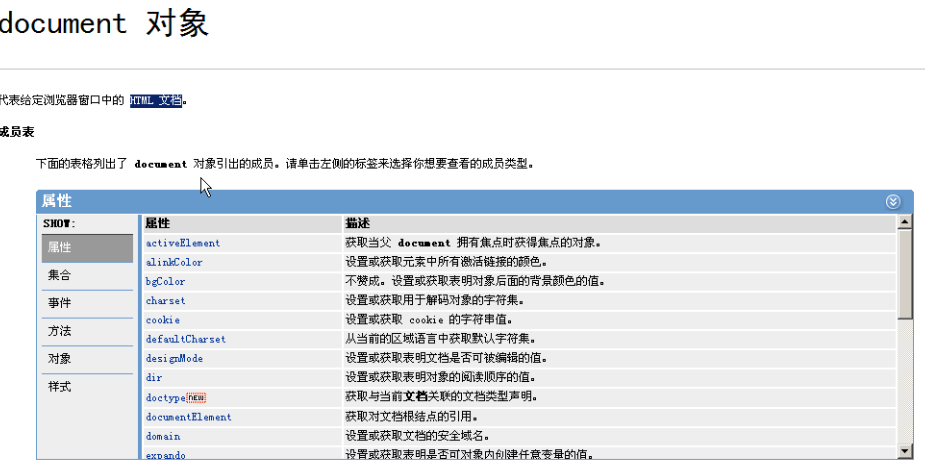 document 对象
代表给定浏览器窗口中的 HTML 文档。
成员表
下面的表格列出了 document 对象引出的成员。请单击左侧的标签来选择你想要查看的成员类型。
属性
SHOW:
属性
集合
事件
方法
对象
样式
属性 描述
activeElement 获取当父 document 拥有焦点时获得焦点的对象。
alinkColor 设置或获取元素中所有激活链接的颜色。
bgColor 不赞成。设置或获取表明对象后面的背景颜色的值。
charset 设置或获取用于解码对象的字符集。
cookie 设置或获取 cookie 的字符串值。
defaultCharset 从当前的区域语言中获取默认字符集。
designMode 设置或获取表明文档是否可被编辑的值。
dir 设置或获取表明对象的阅读顺序的值。
doctype new 获取与当前文档关联的文档类型声明。
documentElement 获取对文档根结点的引用。
domain 设置或获取文档的安全域名。
expando 设置或获取表明是否可对象内创建任意变量的值。